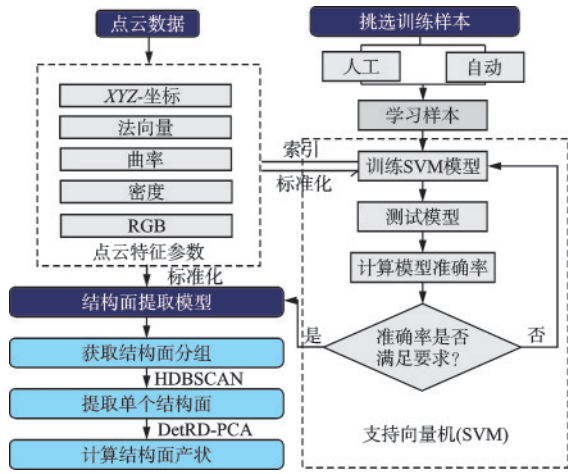 点云数据
XYZ-坐标
法向量
曲率
密度
RGB
点云特征参数
标准化
结构面提取模型
获取结构面分组
HDBSCAN
提取单个结构面
DetRD-PCA
计算结构面产状
挑选训练样本
人工
自动
学习样本
索引
标准化
训练SVM模型
测试模型
计算模型准确率
准确率是否
满足要求?
是
否
支持向量机(SVM)